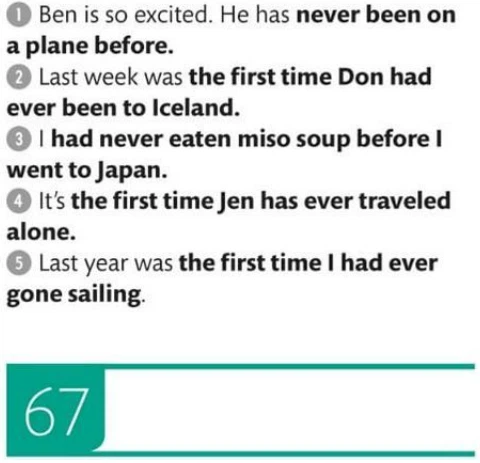 1 Ben is so excited. He has never been on
a plane before.
2 Last week was the first time Don had
ever been to Iceland.
3 I had never eaten miso soup before I
went to Japan.
4 It's the first time Jen has ever traveled
alone.
5 Last year was the first time I had ever
gone sailing.
67